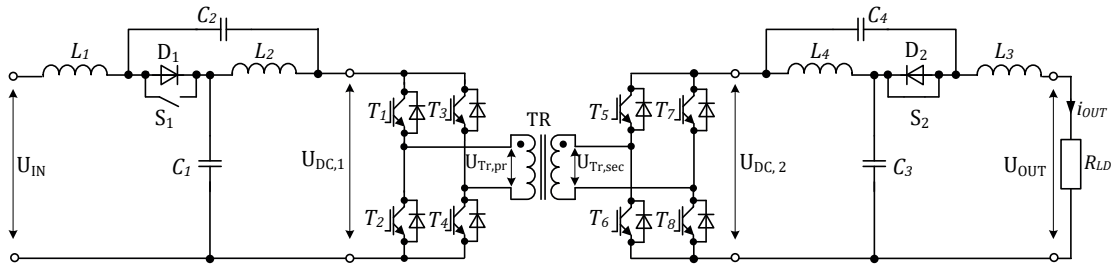 C2
C4
L1
D1
L2
L4
D2
L3
S1
S2
T1
T3
T5
T7
TR
iOUT
UIN
C1
UDC,1
UTr,pr
UTr,sec
UDC, 2
C3
UOUT
RLD
T2
T4
T6
T8